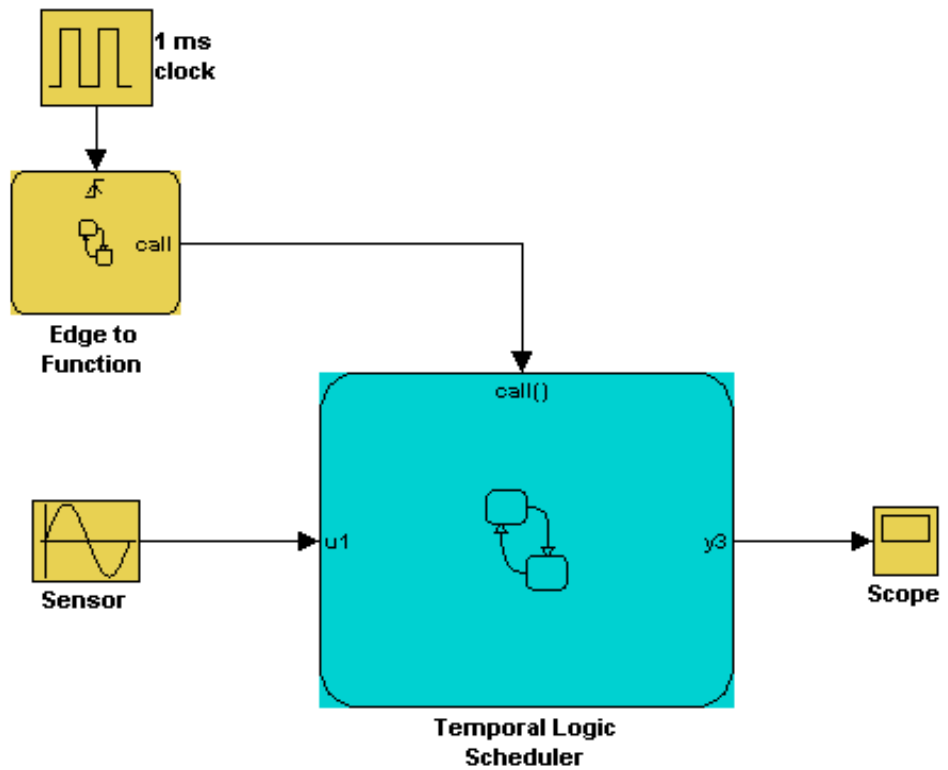 1 ms
clock
call
Edge to
Function
call()
u1
y3
Sensor
Scope
Temporal Logic
Scheduler